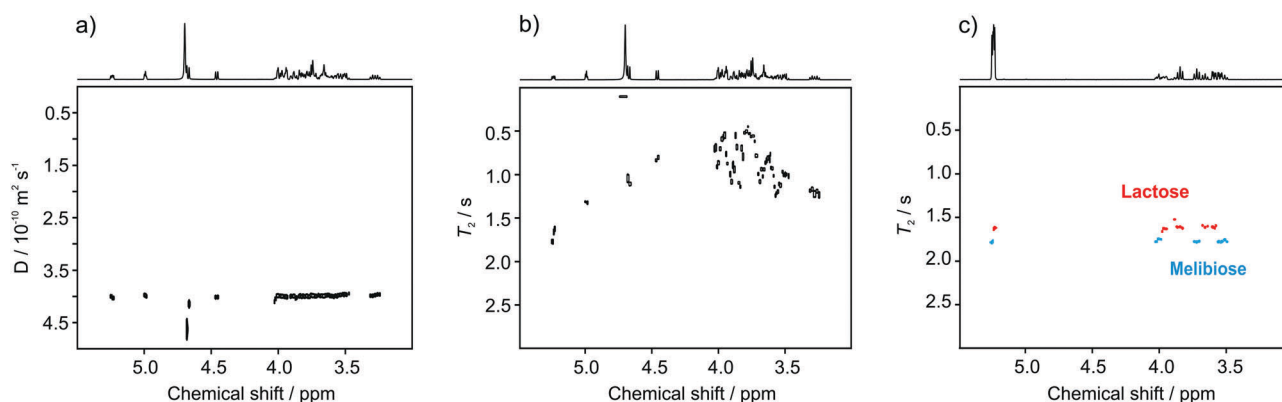 a)
0.5
1.5
2.5
3.5
4.5
D / 10⁻¹⁰ m² s⁻¹
5.0 4.5 4.0 3.5
Chemical shift / ppm
b)
0.5
1.0
1.5
2.0
2.5
T₂ / s
5.0 4.5 4.0 3.5
Chemical shift / ppm
c)
0.5
1.0
1.5
2.0
2.5
T₂ / s
Lactose
Melibiose
5.0 4.5 4.0 3.5
Chemical shift / ppm